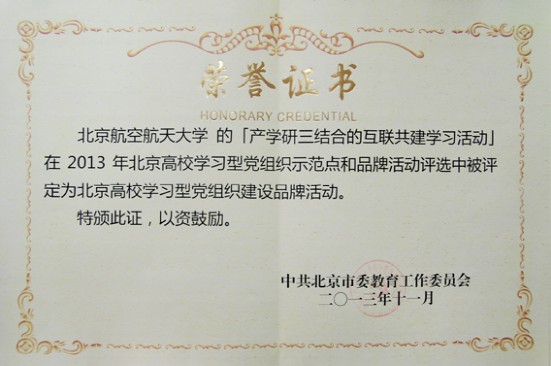 荣誉证书
HONORARY CREDENTIAL
北京航空航天大学 的「产学研三结合的互联共建学习活动」
在 2013 年北京高校学习型党组织示范点和品牌活动评选中被评
定为北京高校学习型党组织建设品牌活动。
特颁此证，以资鼓励。
中共北京市委教育工作委员会
二〇一三年十一月